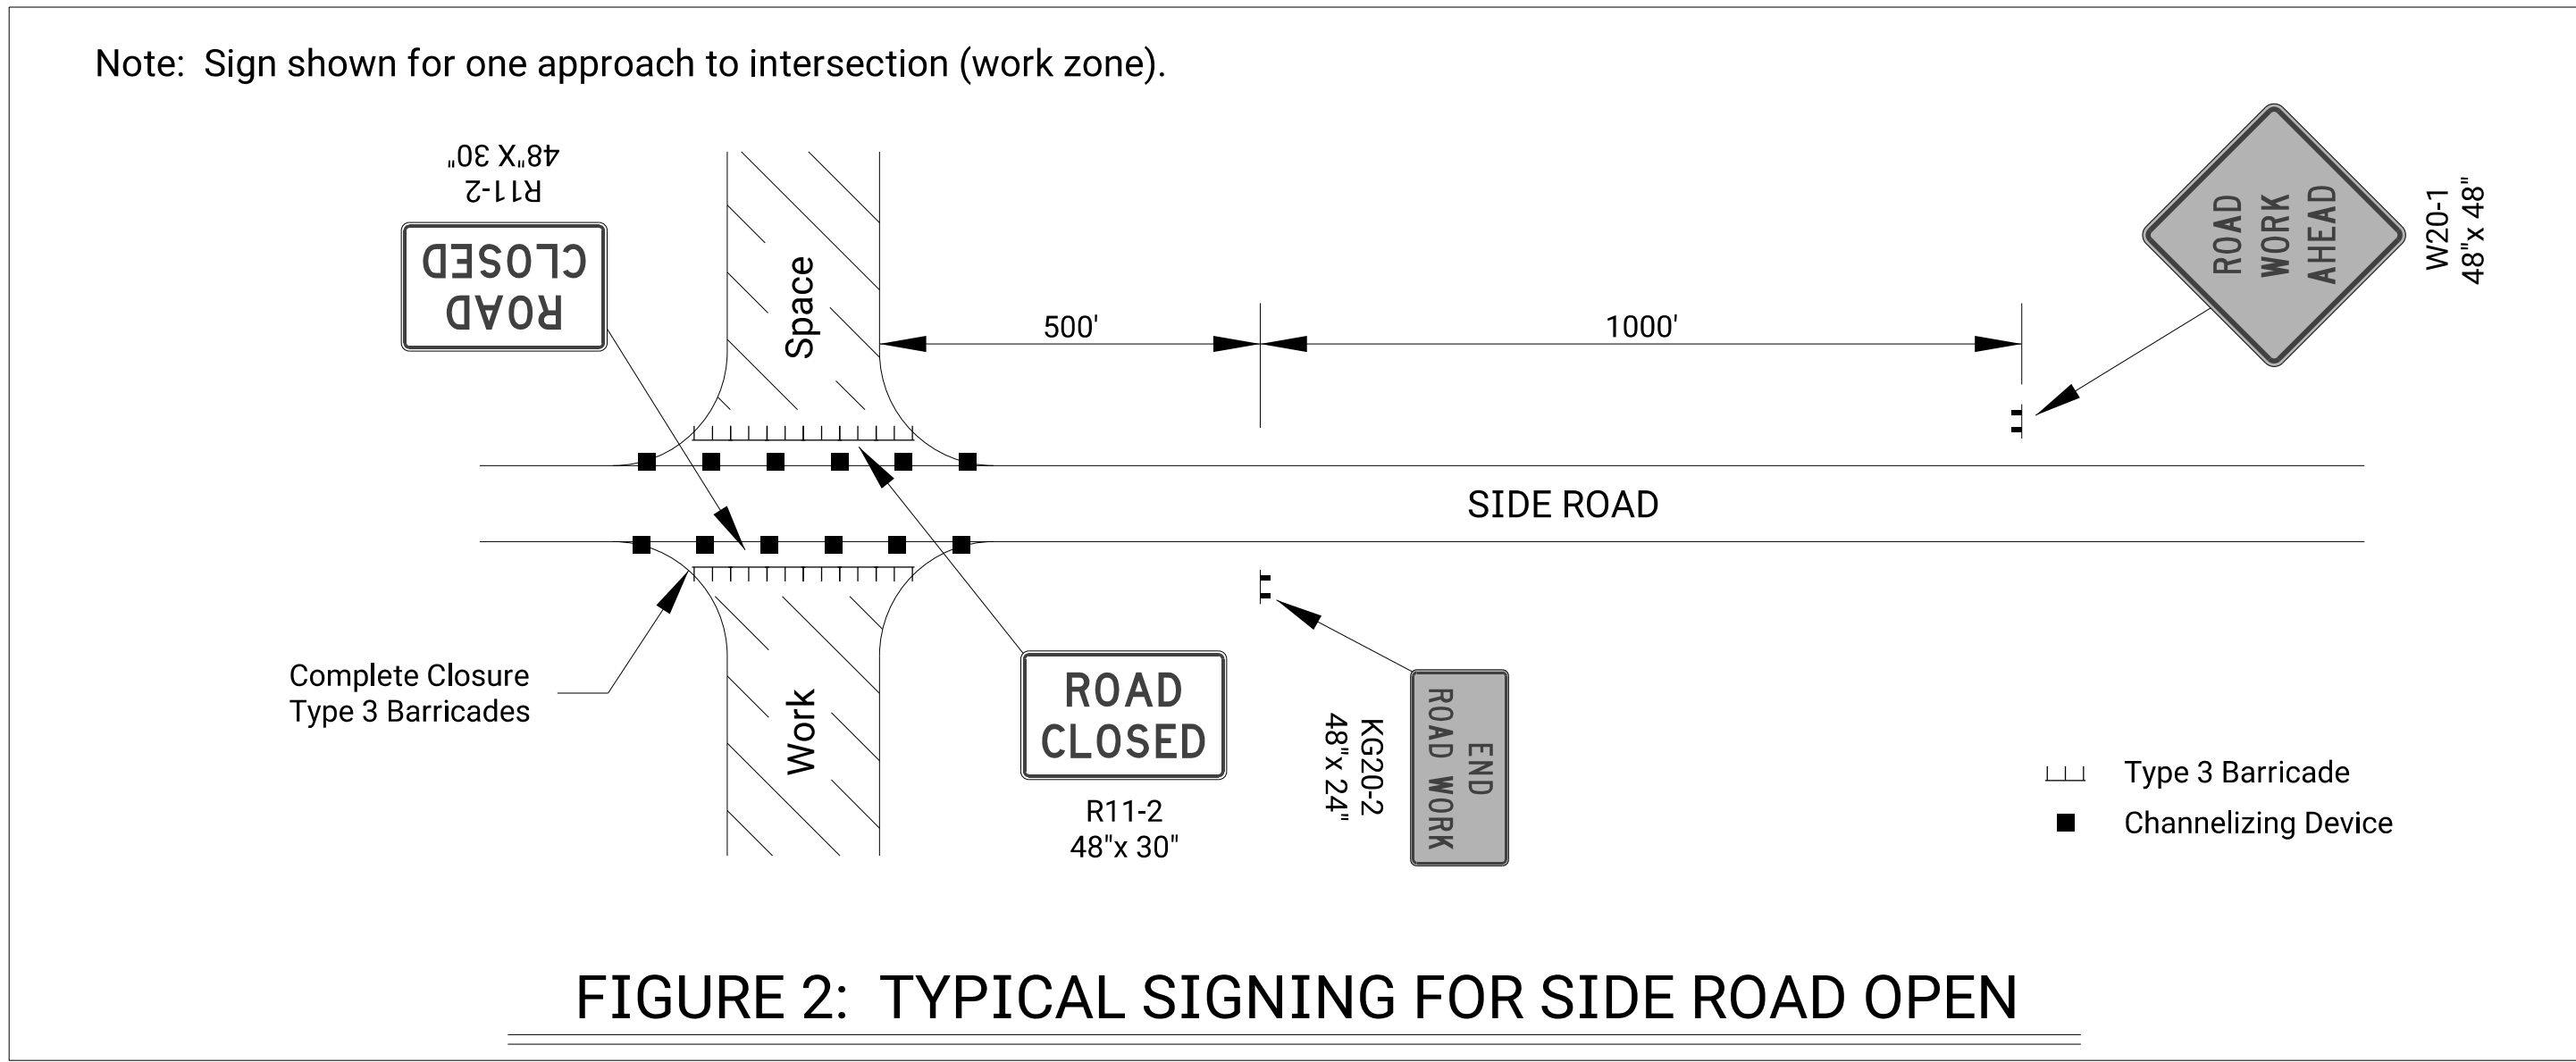 Note: Sign shown for one approach to intersection (work zone).
48"X 30"
R11-2
ROAD
CLOSED
Space
500'
1000'
ROAD
WORK
AHEAD
W20-1
48"x 48"
SIDE ROAD
Complete Closure
Type 3 Barricades
Work
ROAD
CLOSED
R11-2
48"x 30"
KG20-2
48"x 24"
END
ROAD WORK
Type 3 Barricade
Channelizing Device
FIGURE 2: TYPICAL SIGNING FOR SIDE ROAD OPEN